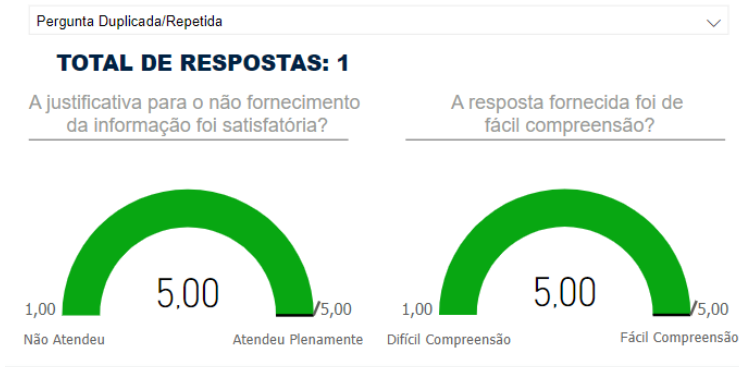 Pergunta Duplicada/Repetida
TOTAL DE RESPOSTAS: 1
A justificativa para o não fornecimento
da informação foi satisfatória?
5,00
1,00
5,00
Não Atendeu
Atendeu Plenamente
A resposta fornecida foi de
fácil compreensão?
5,00
1,00
5,00
Difícil Compreensão
Fácil Compreensão